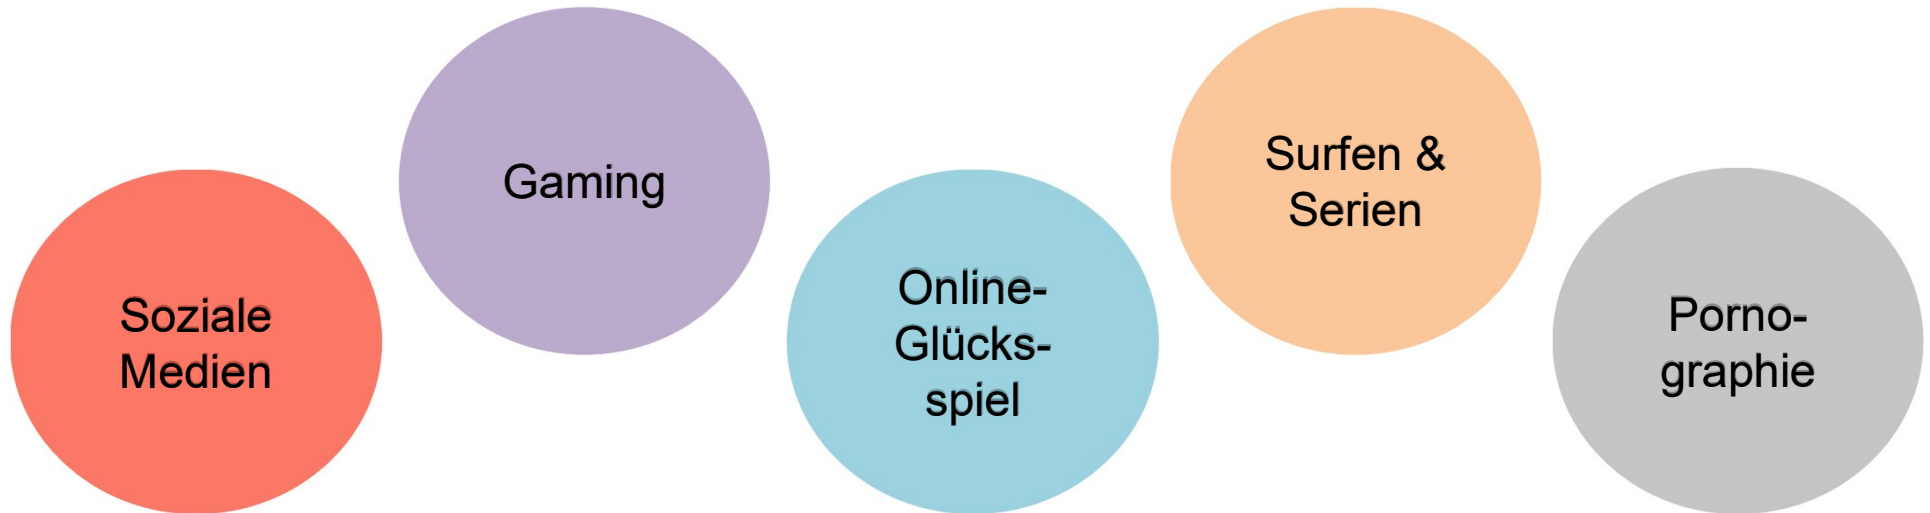 Soziale
Medien
Gaming
Online-
Glücks-
spiel
Surfen &
Serien
Porno-
graphie